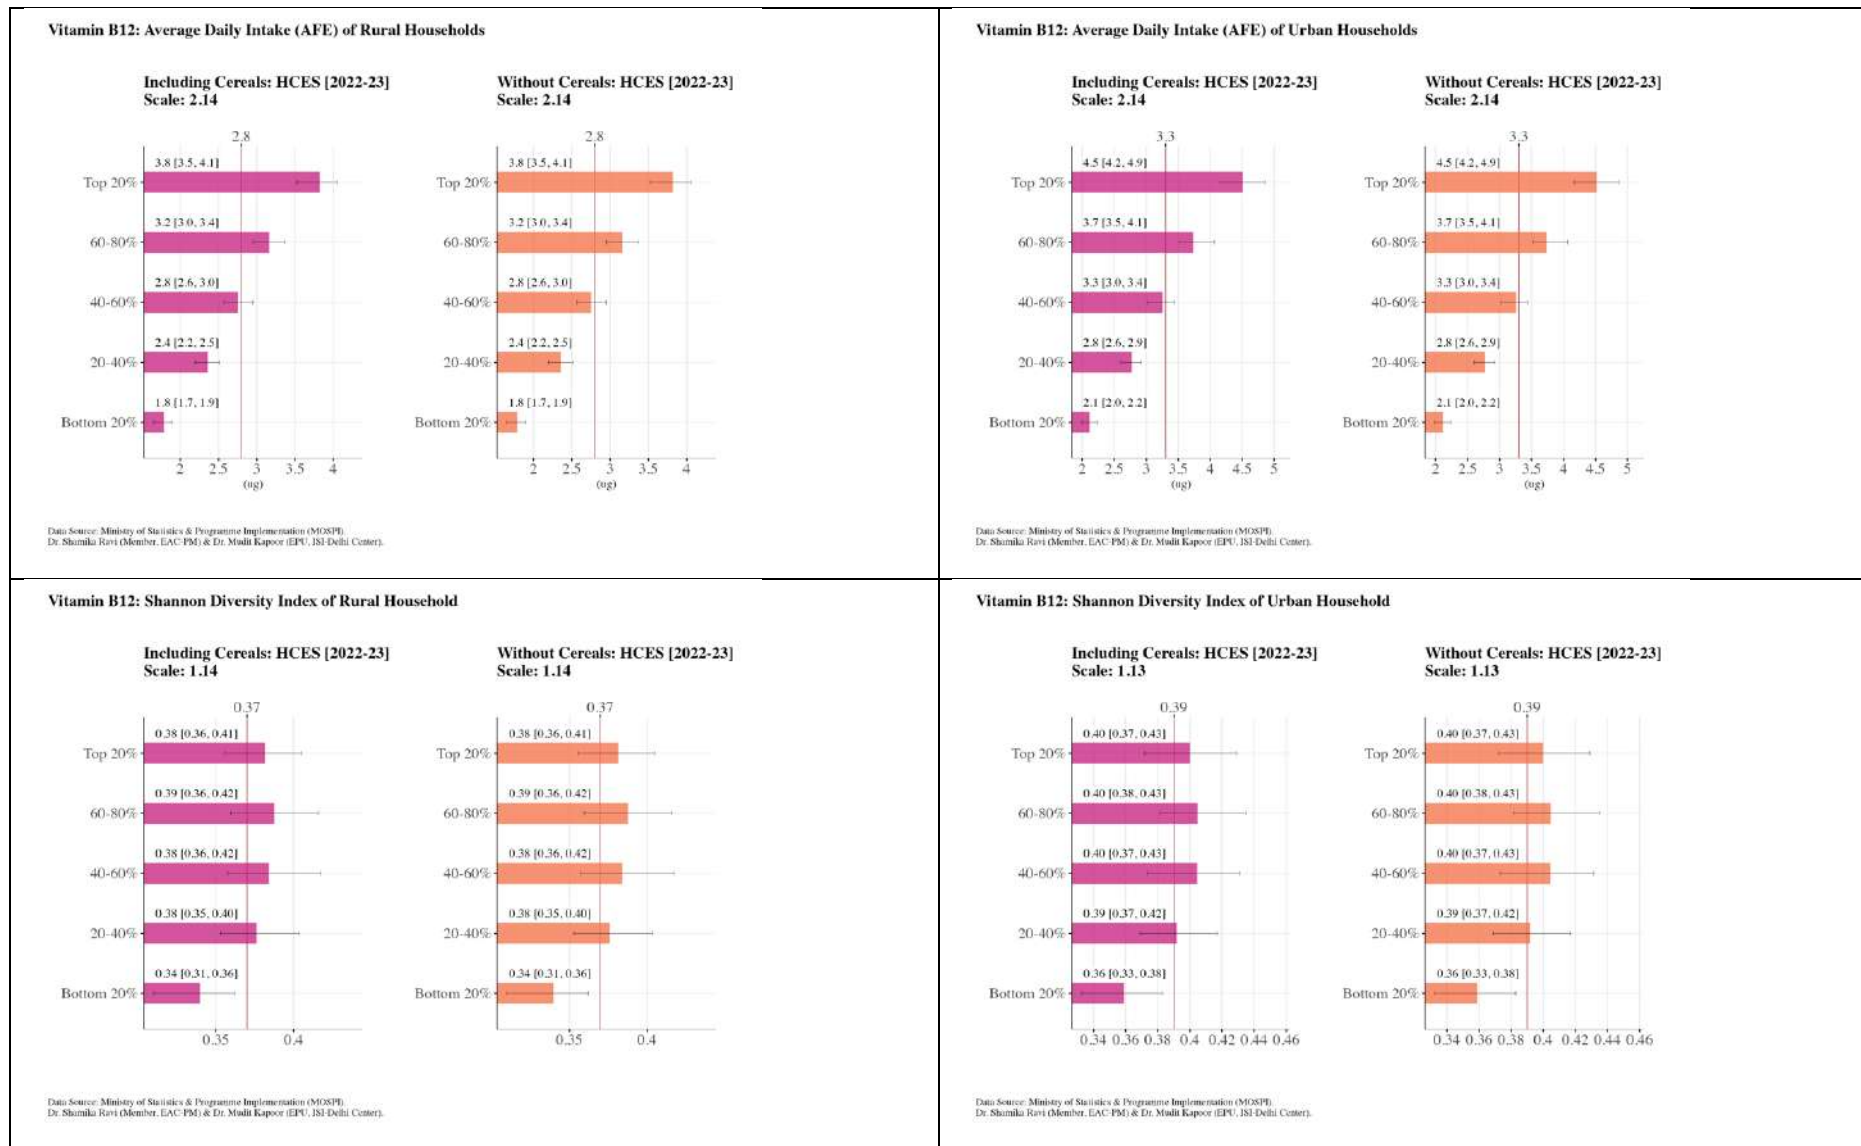 Vitamin B12: Average Daily Intake (AFE) of Rural Households
Including Cereals: HCES [2022-23]
Scale: 2.14
2.8
Top 20%
3.8 [3.5, 4.1]
60-80%
3.2 [3.0, 3.4]
40-60%
2.8 [2.6, 3.0]
20-40%
2.4 [2.2, 2.5]
Bottom 20%
1.8 [1.7, 1.9]
2 2.5 3 3.5 4
(ug)
Without Cereals: HCES [2022-23]
Scale: 2.14
2.8
Top 20%
3.8 [3.5, 4.1]
60-80%
3.2 [3.0, 3.4]
40-60%
2.8 [2.6, 3.0]
20-40%
2.4 [2.2, 2.5]
Bottom 20%
1.8 [1.7, 1.9]
2 2.5 3 3.5 4
(ug)
Data Source: Ministry of Statistics & Programme Implementation (MOSPI).
Dr. Shamika Ravi (Member, EAC-PM) & Dr. Mudit Kapoor (EPU, ISI-Delhi Center).
Vitamin B12: Average Daily Intake (AFE) of Urban Households
Including Cereals: HCES [2022-23]
Scale: 2.14
3.3
Top 20%
4.5 [4.2, 4.9]
60-80%
3.7 [3.5, 4.1]
40-60%
3.3 [3.0, 3.4]
20-40%
2.8 [2.6, 2.9]
Bottom 20%
2.1 [2.0, 2.2]
2 2.5 3 3.5 4 4.5 5
(ug)
Without Cereals: HCES [2022-23]
Scale: 2.14
3.3
Top 20%
4.5 [4.2, 4.9]
60-80%
3.7 [3.5, 4.1]
40-60%
3.3 [3.0, 3.4]
20-40%
2.8 [2.6, 2.9]
Bottom 20%
2.1 [2.0, 2.2]
2 2.5 3 3.5 4 4.5 5
(ug)
Data Source: Ministry of Statistics & Programme Implementation (MOSPI).
Dr. Shamika Ravi (Member, EAC-PM) & Dr. Mudit Kapoor (EPU, ISI-Delhi Center).
Vitamin B12: Shannon Diversity Index of Rural Household
Including Cereals: HCES [2022-23]
Scale: 1.14
0.37
Top 20%
0.38 [0.36, 0.41]
60-80%
0.39 [0.36, 0.42]
40-60%
0.38 [0.36, 0.42]
20-40%
0.38 [0.35, 0.40]
Bottom 20%
0.34 [0.31, 0.36]
0.35 0.4
Without Cereals: HCES [2022-23]
Scale: 1.14
0.37
Top 20%
0.38 [0.36, 0.41]
60-80%
0.39 [0.36, 0.42]
40-60%
0.38 [0.36, 0.42]
20-40%
0.38 [0.35, 0.40]
Bottom 20%
0.34 [0.31, 0.36]
0.35 0.4
Data Source: Ministry of Statistics & Programme Implementation (MOSPI).
Dr. Shamika Ravi (Member, EAC-PM) & Dr. Mudit Kapoor (EPU, ISI-Delhi Center).
Vitamin B12: Shannon Diversity Index of Urban Household
Including Cereals: HCES [2022-23]
Scale: 1.13
0.39
Top 20%
0.40 [0.37, 0.43]
60-80%
0.40 [0.38, 0.43]
40-60%
0.40 [0.37, 0.43]
20-40%
0.39 [0.37, 0.42]
Bottom 20%
0.36 [0.33, 0.38]
0.34 0.36 0.38 0.4 0.42 0.44 0.46
Without Cereals: HCES [2022-23]
Scale: 1.13
0.39
Top 20%
0.40 [0.37, 0.43]
60-80%
0.40 [0.38, 0.43]
40-60%
0.40 [0.37, 0.43]
20-40%
0.39 [0.37, 0.42]
Bottom 20%
0.36 [0.33, 0.38]
0.34 0.36 0.38 0.4 0.42 0.44 0.46
Data Source: Ministry of Statistics & Programme Implementation (MOSPI).
Dr. Shamika Ravi (Member, EAC-PM) & Dr. Mudit Kapoor (EPU, ISI-Delhi Center).